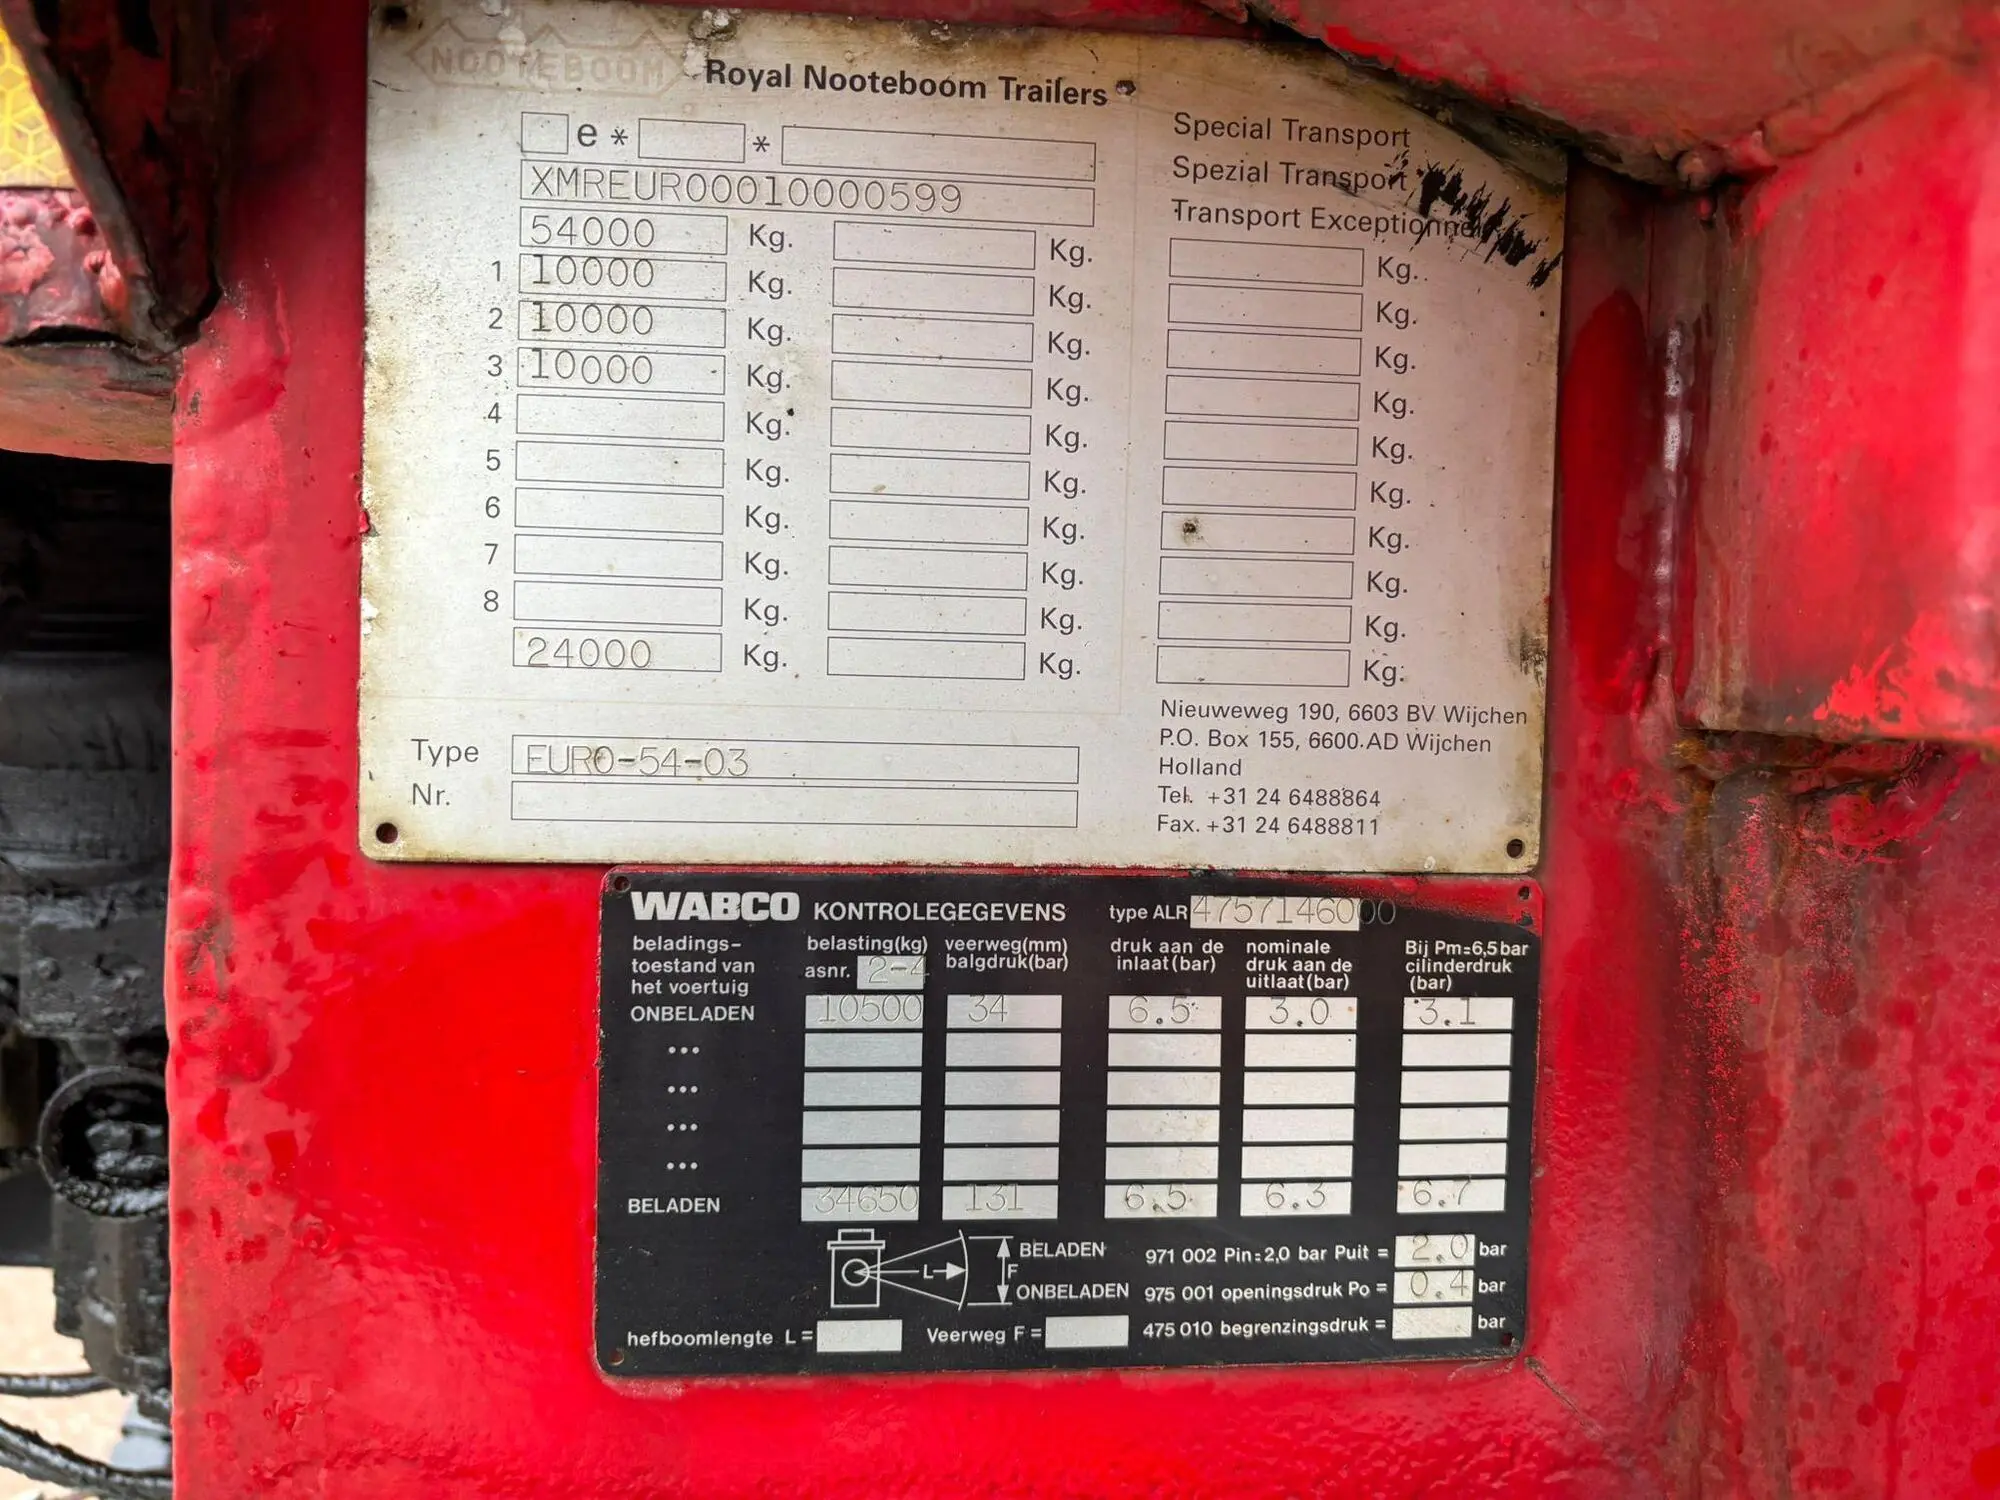 NOOTEBOOM
Royal Nooteboom Trailers
e * *
XMREUR00010000599
54000 Kg. Kg. Kg.
1 10000 Kg. Kg. Kg.
2 10000 Kg. Kg. Kg.
3 10000 Kg. Kg. Kg.
4 Kg. Kg. Kg.
5 Kg. Kg. Kg.
6 Kg. Kg. Kg.
7 Kg. Kg. Kg.
8 Kg. Kg. Kg.
24000 Kg. Kg. Kg.
Special Transport
Spezial Transport
Transport Exceptionnel
Type EURO-54-03
Nr.
Nieuweweg 190, 6603 BV Wijchen
P.O. Box 155, 6600 AD Wijchen
Holland
Tel. +31 24 6488864
Fax. +31 24 6488811
WABCO KONTROLEGEGEVENS type ALR 4757146000
beladings-
toestand van
het voertuig
belasting(kg)
asnr. 2-4
veerweg(mm)
balgdruk(bar)
druk aan de
inlaat(bar)
nominale
druk aan de
uitlaat(bar)
Bij Pm=6,5bar
cilinderdruk
(bar)
ONBELADEN 10500 34 6.5 3.0 3.1
...
...
...
...
BELADEN 34650 131 6.5 6.3 6.7
L F BELADEN
ONBELADEN
971 002 Pin=2,0 bar Puit = 2.0 bar
975 001 openingsdruk Po = 0.4 bar
475 010 begrenzingsdruk = bar
hefboomlengte L = Veerweg F =